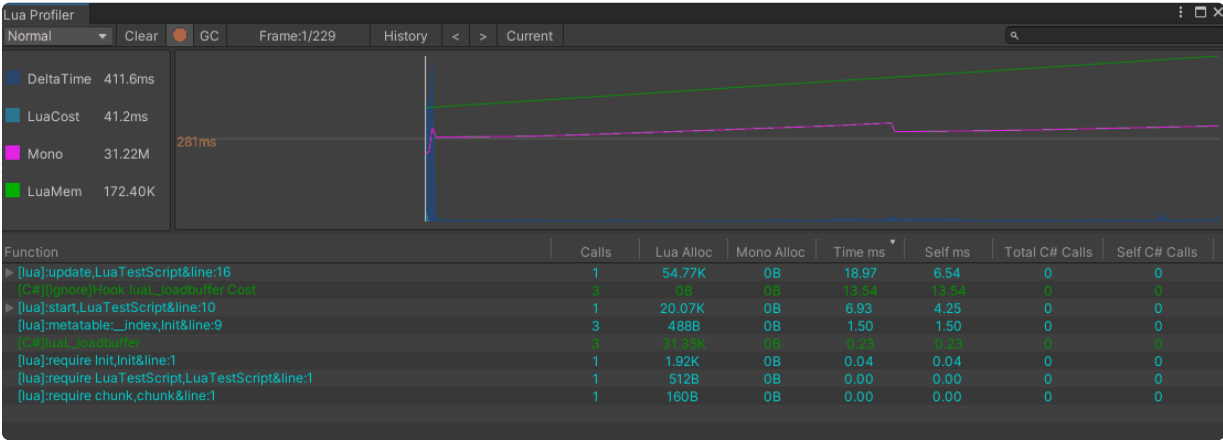 Lua Profiler
Normal Clear GC Frame:1/229 History < > Current
DeltaTime 411.6ms
LuaCost 41.2ms
281ms
Mono 31.22M
LuaMem 172.40K
Function Calls Lua Alloc Mono Alloc Time ms Self ms Total C# Calls Self C# Calls
[lua]:update,LuaTestScript&line:16 1 54.77K 0B 18.97 6.54 0 0
[C#][Ignore]Hook luaL_loadbuffer Cost 3 0B 0B 13.54 13.54 0 0
[lua]:start,LuaTestScript&line:10 1 20.07K 0B 6.93 4.25 0 0
[lua]:metatable:__index,Init&line:9 3 488B 0B 1.50 1.50 0 0
[C#]luaL_loadbuffer 3 31.35K 0B 0.23 0.23 0 0
[lua]:require Init,Init&line:1 1 1.92K 0B 0.04 0.04 0 0
[lua]:require LuaTestScript,LuaTestScript&line:1 1 512B 0B 0.00 0.00 0 0
[lua]:require chunk,chunk&line:1 1 160B 0B 0.00 0.00 0 0